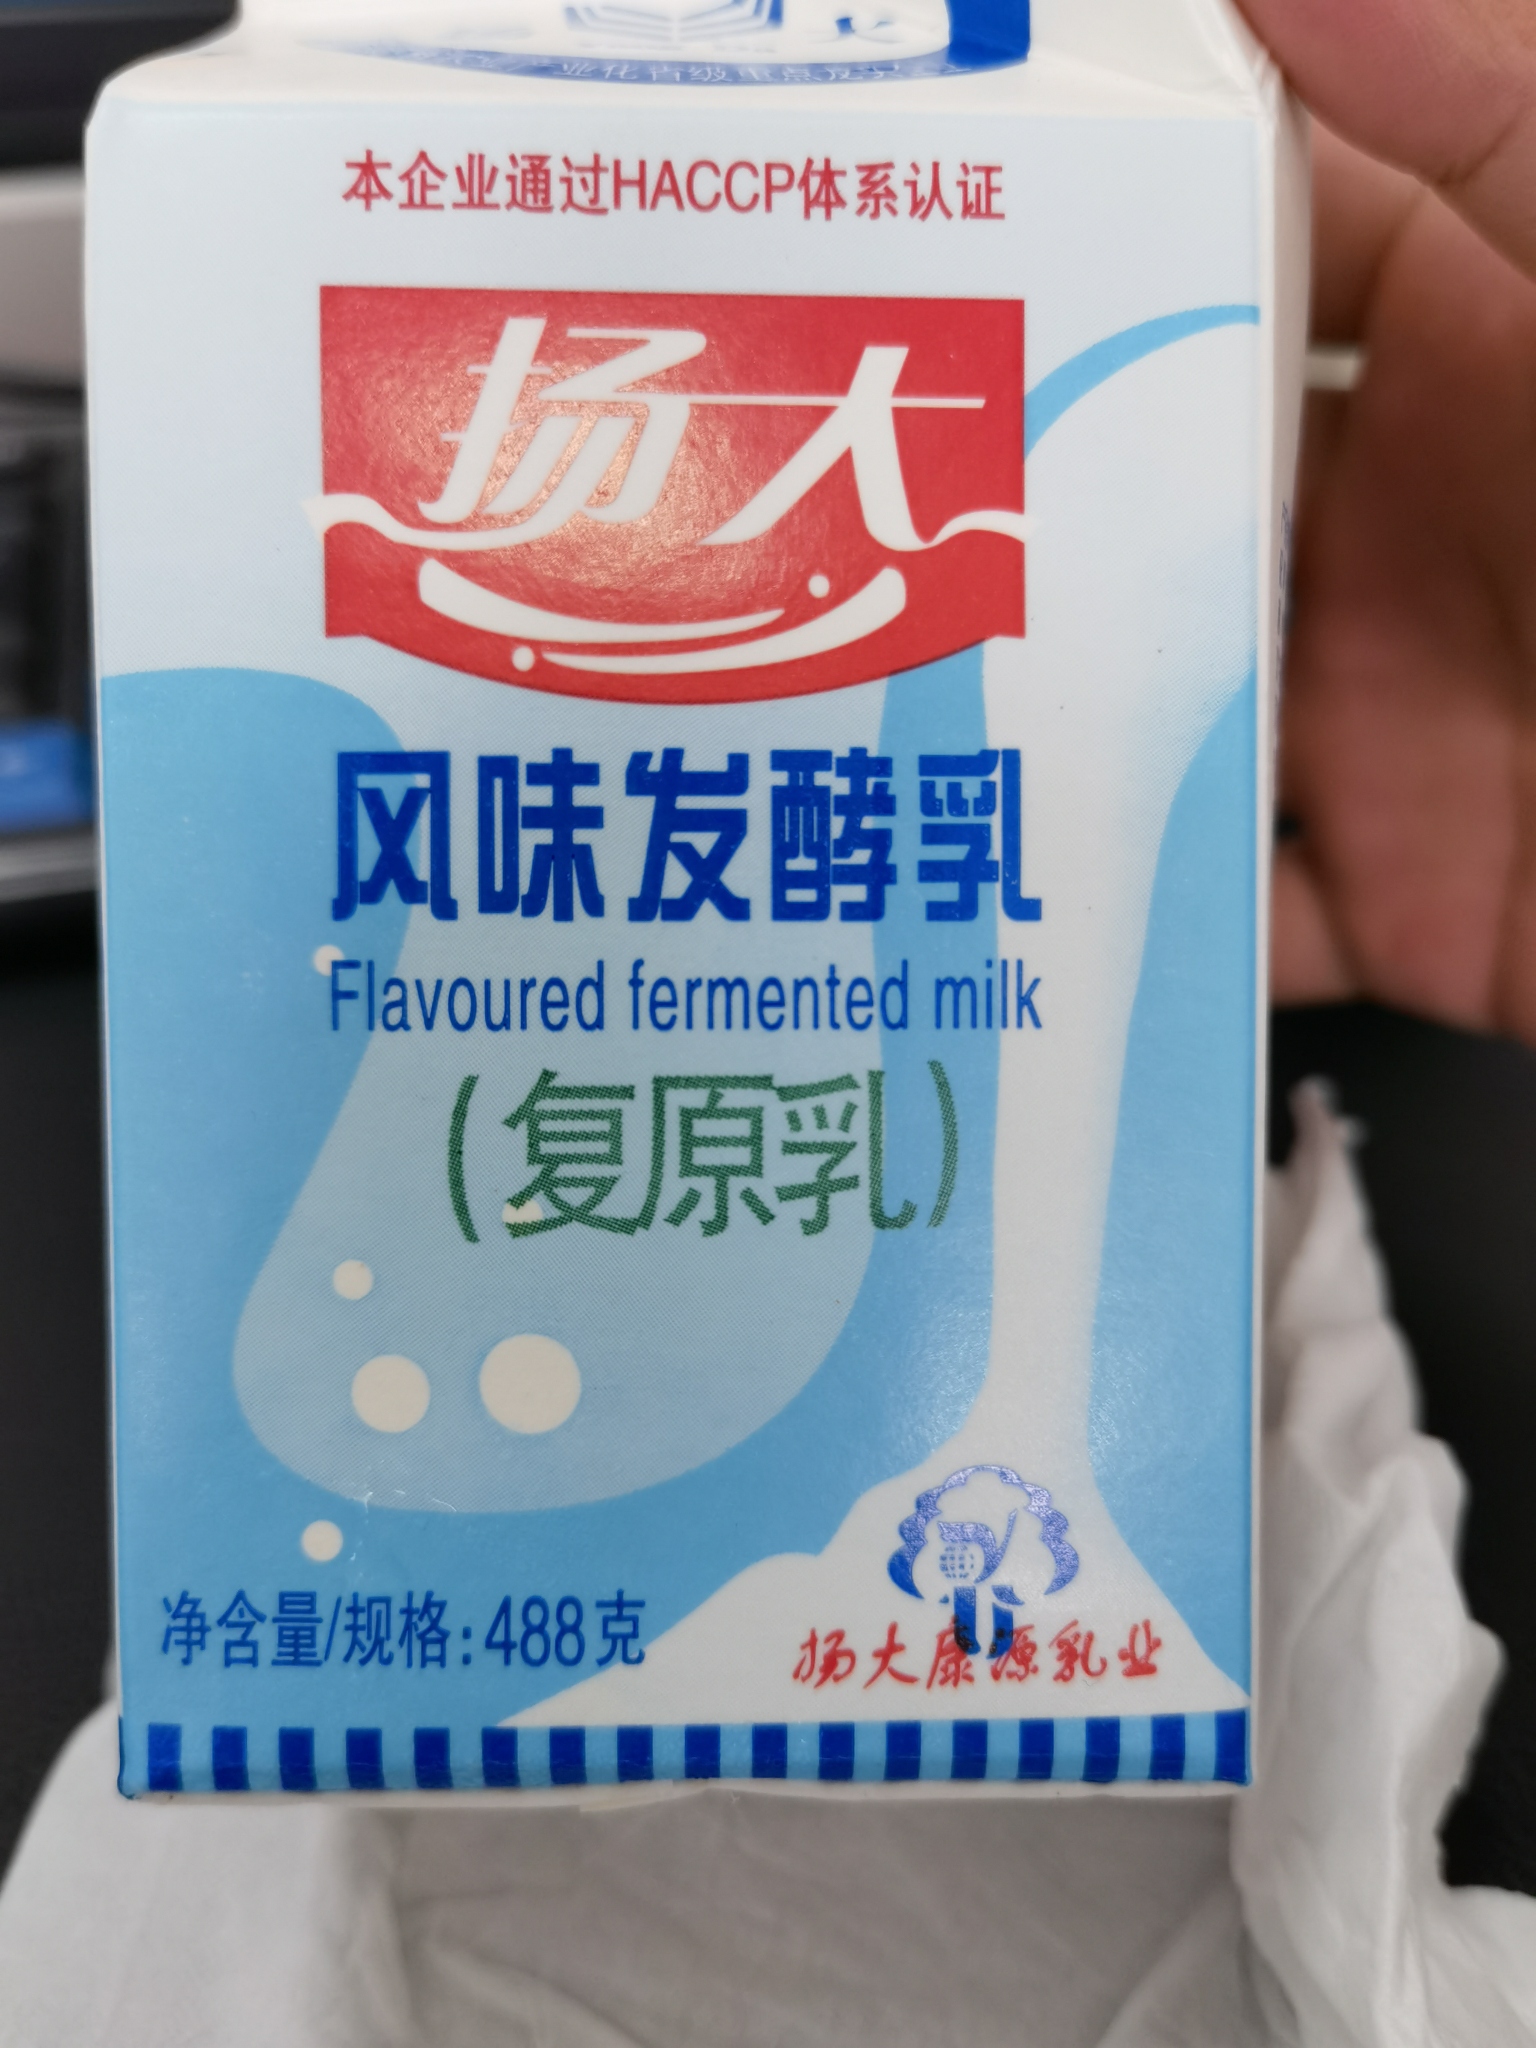 本企业通过HACCP体系认证
扬大
风味发酵乳
Flavoured fermented milk
(复原乳)
净含量/规格:488克
扬大康源乳业